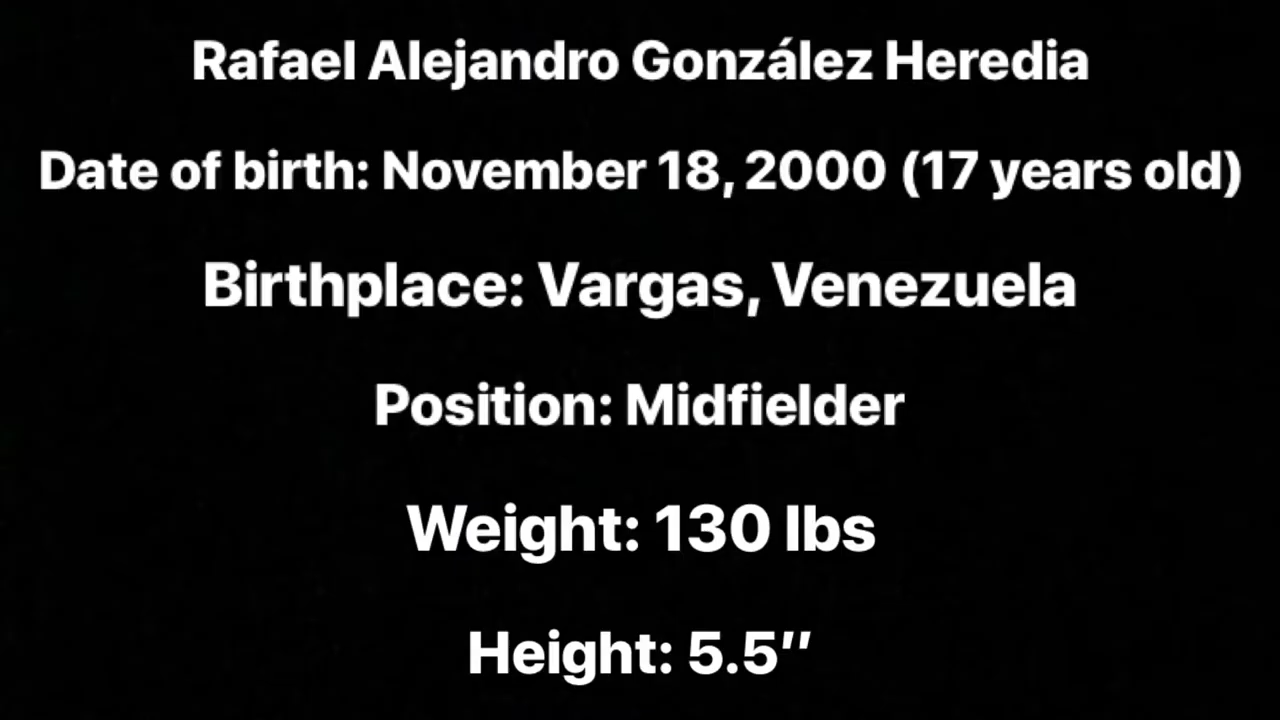 Rafael Alejandro González Heredia
Date of birth: November 18, 2000 (17 years old)
Birthplace: Vargas, Venezuela
Position: Midfielder
Weight: 130 lbs
Height: 5.5′′